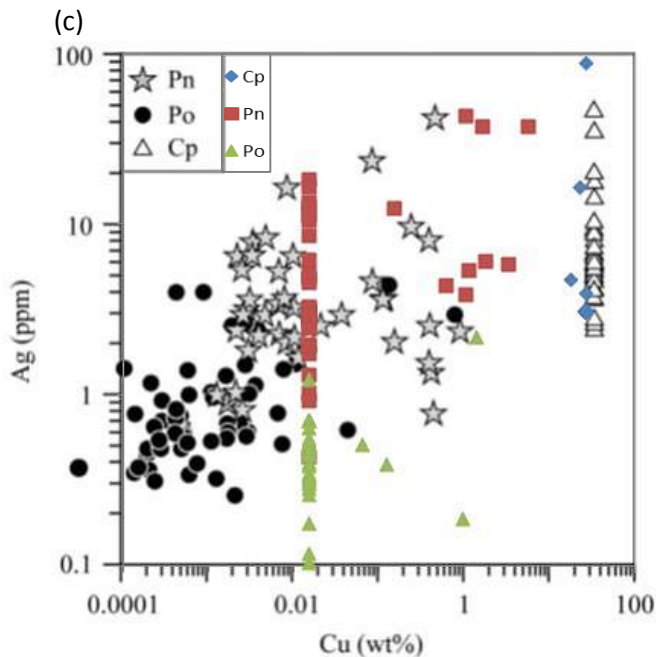 (c)
100
Pn
Po
Cp
Cp
Pn
Po
10
Ag (ppm)
1
0.1
0.0001
0.01
1
100
Cu (wt%)